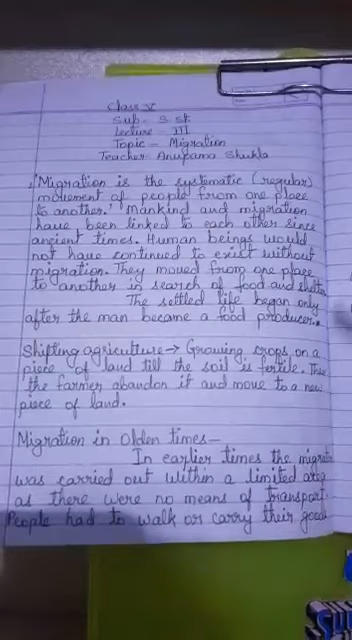 Class V
Sub - S.St.
Lecture - III
Topic - Migration
Teacher- Anupama Shukla
"Migration is the systematic (regular)
movement of people from one place
to another." Mankind and migration
have been linked to each other since
ancient times. Human beings would
not have continued to exist without
migration. They moved from one place
to another in search of food and shelter
The settled life began only
after the man became a food producer.
Shifting agriculture → Growing crops on a
piece of land till the soil is fertile.
the farmer abandon it and move to a new
piece of land.
Migration in Olden times—
In earlier times the
was carried out within a limited area
as there were no means of transport.
People had to walk or carry their